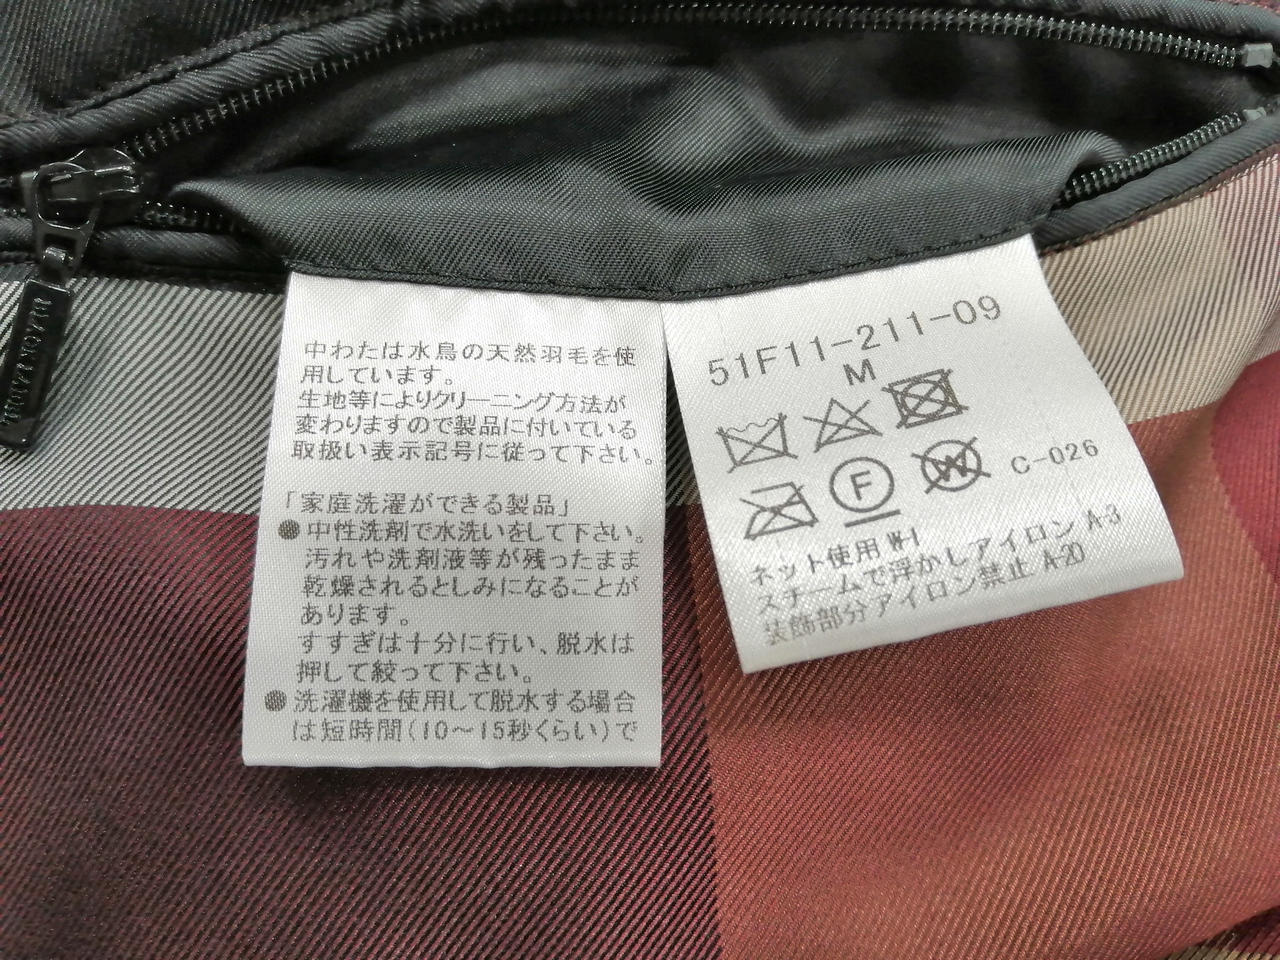 中わたは水鳥の天然羽毛を使
用しています。
生地等によりクリーニング方法が
変わりますので製品に付いている
取扱い表示記号に従って下さい。
「家庭洗濯ができる製品」
●中性洗剤で水洗いをして下さい。
汚れや洗剤液等が残ったまま
乾燥されるとしみになることが
あります。
すすぎは十分に行い、脱水は
押して絞って下さい。
●洗濯機を使用して脱水する場合
は短時間(10〜15秒くらい)で
51F11-211-09
M
F
W
C-026
ネット使用 W-1
スチームで浮かしアイロン A-3
装飾部分アイロン禁止 A-20